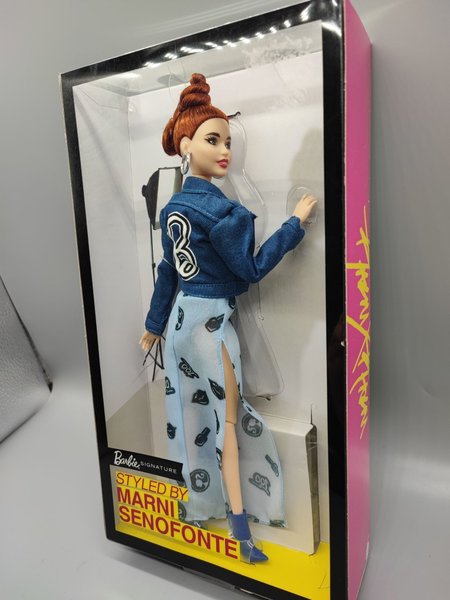 B
Barbie SIGNATURE
STYLED BY
MARNI
SENOFONTE